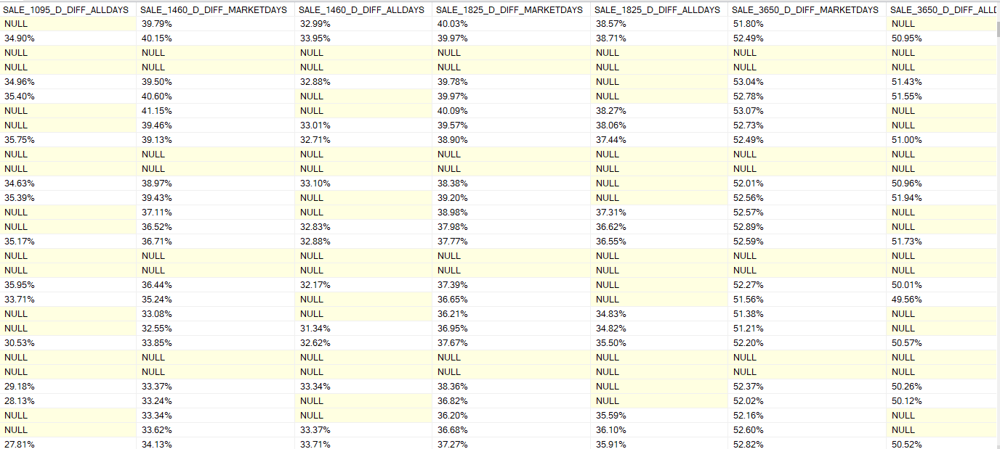 SALE_1095_D_DIFF_ALLDAYS SALE_1460_D_DIFF_MARKETDAYS SALE_1460_D_DIFF_ALLDAYS SALE_1825_D_DIFF_MARKETDAYS SALE_1825_D_DIFF_ALLDAYS SALE_3650_D_DIFF_MARKETDAYS SALE_3650_D_DIFF_ALLD
NULL 39.79% 32.99% 40.03% 38.57% 51.80% NULL
34.90% 40.15% 33.95% 39.97% 38.71% 52.49% 50.95%
NULL NULL NULL NULL NULL NULL NULL
NULL NULL NULL NULL NULL NULL NULL
34.96% 39.50% 32.88% 39.78% NULL 53.04% 51.43%
35.40% 40.60% NULL 39.97% NULL 52.78% 51.55%
NULL 41.15% NULL 40.09% 38.27% 53.07% NULL
NULL 39.46% 33.01% 39.57% 38.06% 52.73% NULL
35.75% 39.13% 32.71% 38.90% 37.44% 52.49% 51.00%
NULL NULL NULL NULL NULL NULL NULL
NULL NULL NULL NULL NULL NULL NULL
34.63% 38.97% 33.10% 38.38% NULL 52.01% 50.96%
35.39% 39.43% NULL 39.20% NULL 52.56% 51.94%
NULL 37.11% NULL 38.98% 37.31% 52.57% NULL
NULL 36.52% 32.83% 37.98% 36.62% 52.89% NULL
35.17% 36.71% 32.88% 37.77% 36.55% 52.59% 51.73%
NULL NULL NULL NULL NULL NULL NULL
NULL NULL NULL NULL NULL NULL NULL
35.95% 36.44% 32.17% 37.39% NULL 52.27% 50.01%
33.71% 35.24% NULL 36.65% NULL 51.56% 49.56%
NULL 33.08% NULL 36.21% 34.83% 51.38% NULL
NULL 32.55% 31.34% 36.95% 34.82% 51.21% NULL
30.53% 33.85% 32.62% 37.67% 35.50% 52.20% 50.57%
NULL NULL NULL NULL NULL NULL NULL
NULL NULL NULL NULL NULL NULL NULL
29.18% 33.37% 33.34% 38.36% NULL 52.37% 50.26%
28.13% 33.24% NULL 36.82% NULL 52.02% 50.12%
NULL 33.34% NULL 36.20% 35.59% 52.16% NULL
NULL 33.62% 33.37% 36.68% 36.10% 52.60% NULL
27.81% 34.13% 33.71% 37.27% 35.91% 52.82% 50.52%